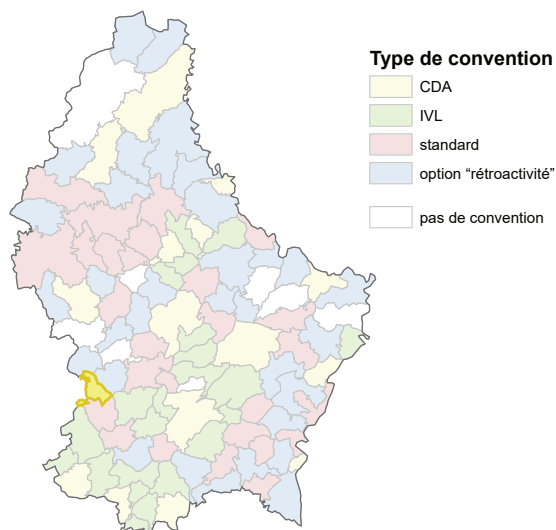 Type de convention
CDA
IVL
standard
option “rétroactivité”
pas de convention